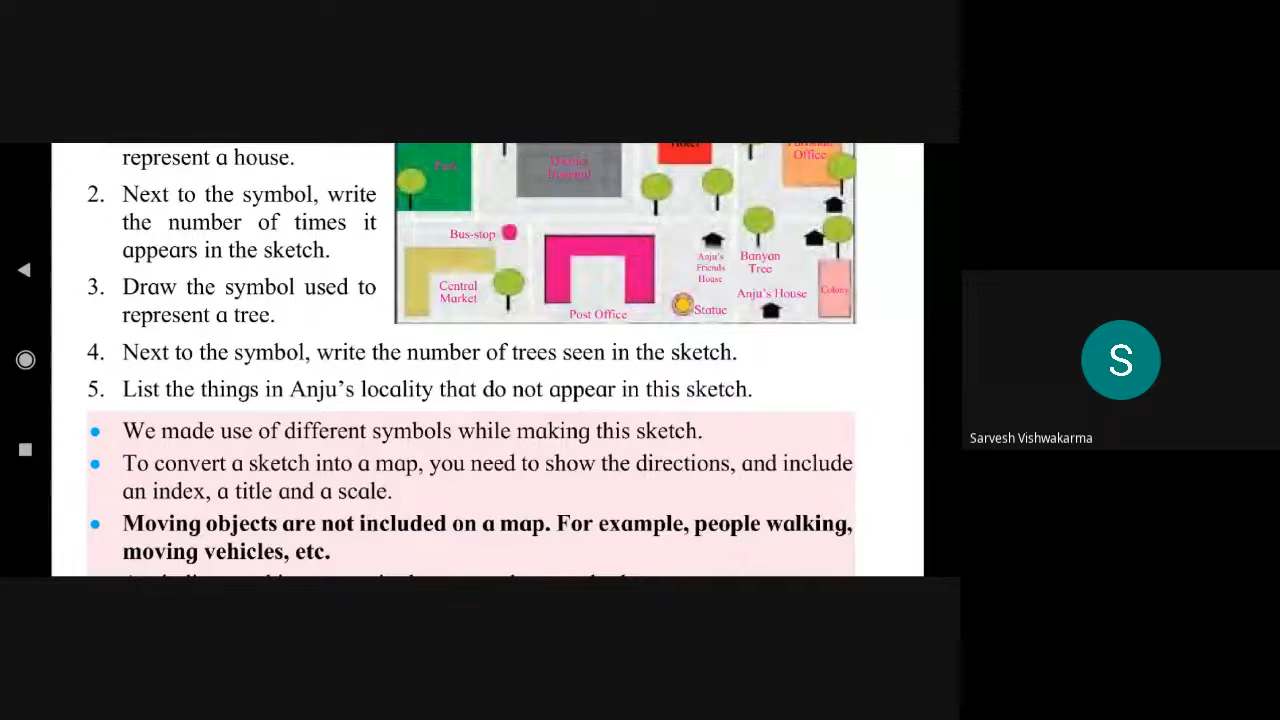 represent a house.
2. Next to the symbol, write
the number of times it
appears in the sketch.
3. Draw the symbol used to
represent a tree.
Park
District
Hospital
Hotel
Office
Bus-stop
Central
Market
Post Office
Anju's
Friends
House
Banyan
Tree
Anju's House
Statue
Colony
4. Next to the symbol, write the number of trees seen in the sketch.
5. List the things in Anju’s locality that do not appear in this sketch.
• We made use of different symbols while making this sketch.
• To convert a sketch into a map, you need to show the directions, and include
an index, a title and a scale.
• Moving objects are not included on a map. For example, people walking,
moving vehicles, etc.
S
Sarvesh Vishwakarma